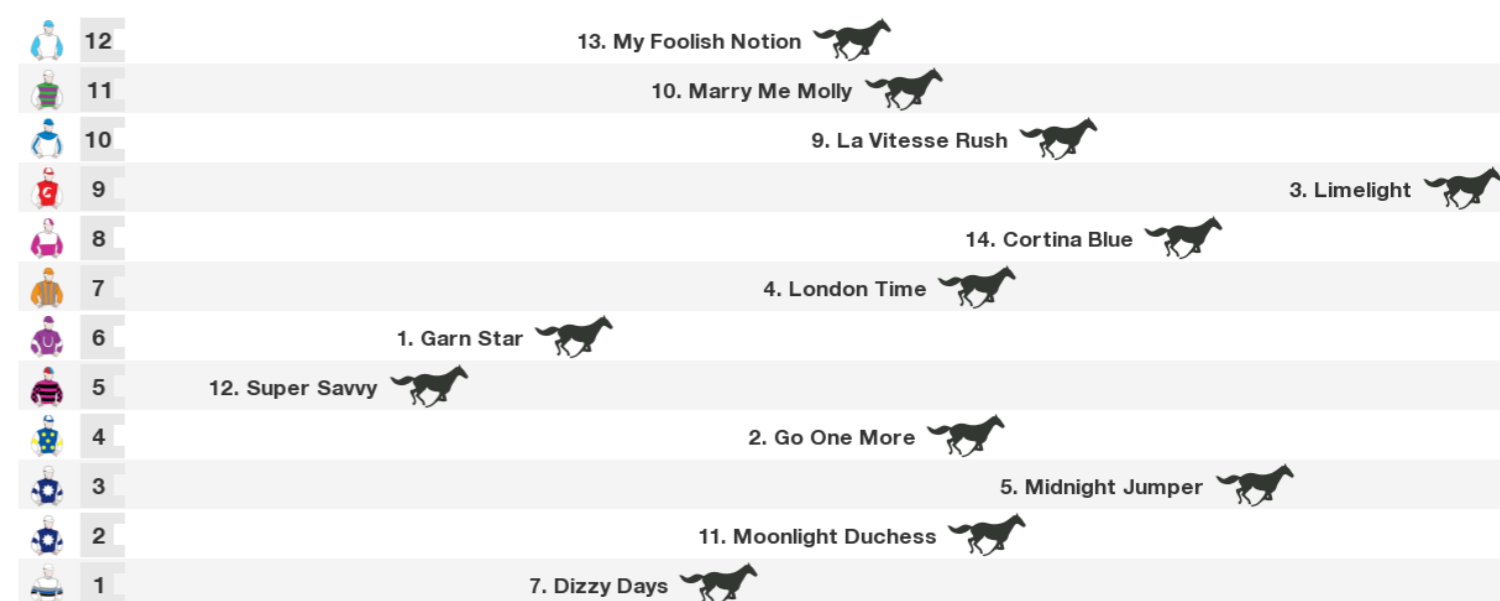 12 13. My Foolish Notion
11 10. Marry Me Molly
10 9. La Vitesse Rush
9 3. Limelight
8 14. Cortina Blue
7 4. London Time
6 1. Garn Star
5 12. Super Savvy
4 2. Go One More
3 5. Midnight Jumper
2 11. Moonlight Duchess
1 7. Dizzy Days